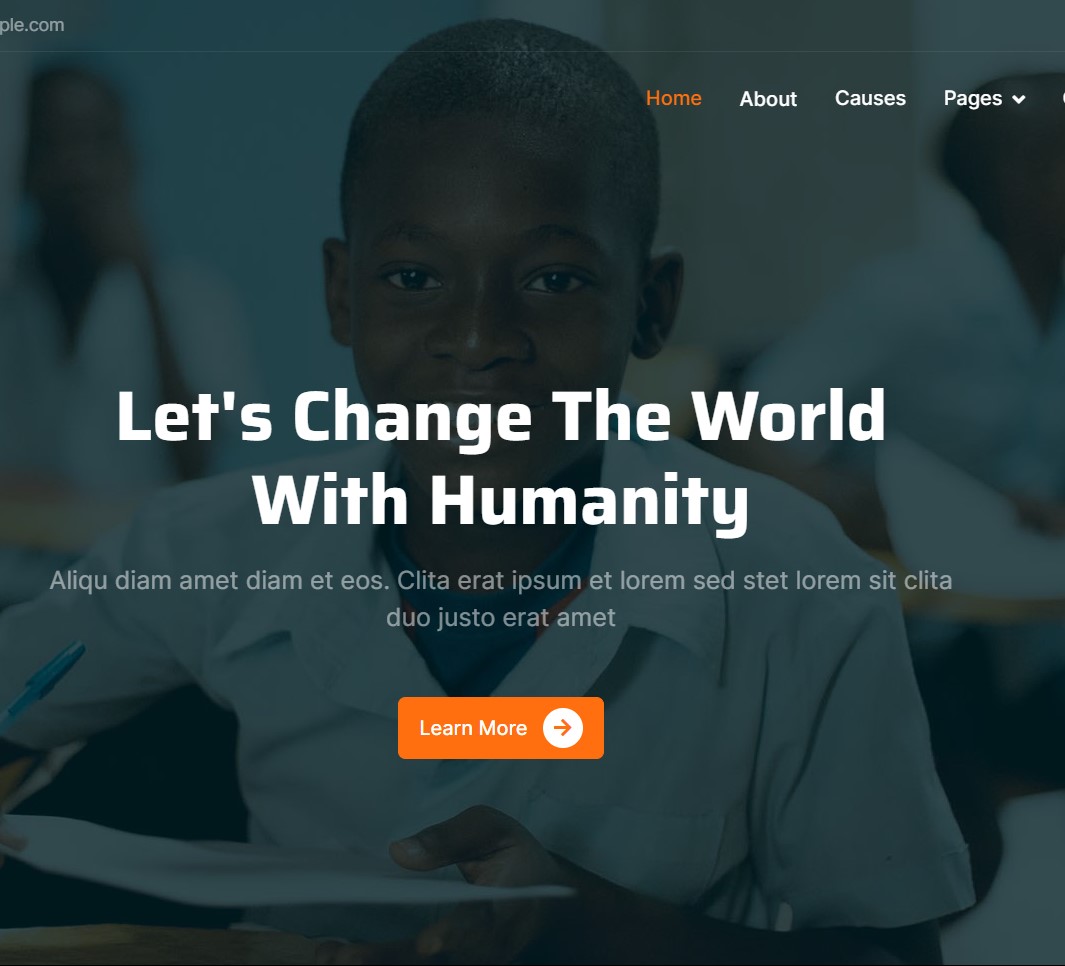 ple.com
Home About Causes Pages
Let's Change The World
With Humanity
Aliqu diam amet diam et eos. Clita erat ipsum et lorem sed stet lorem sit clita
duo justo erat amet
Learn More